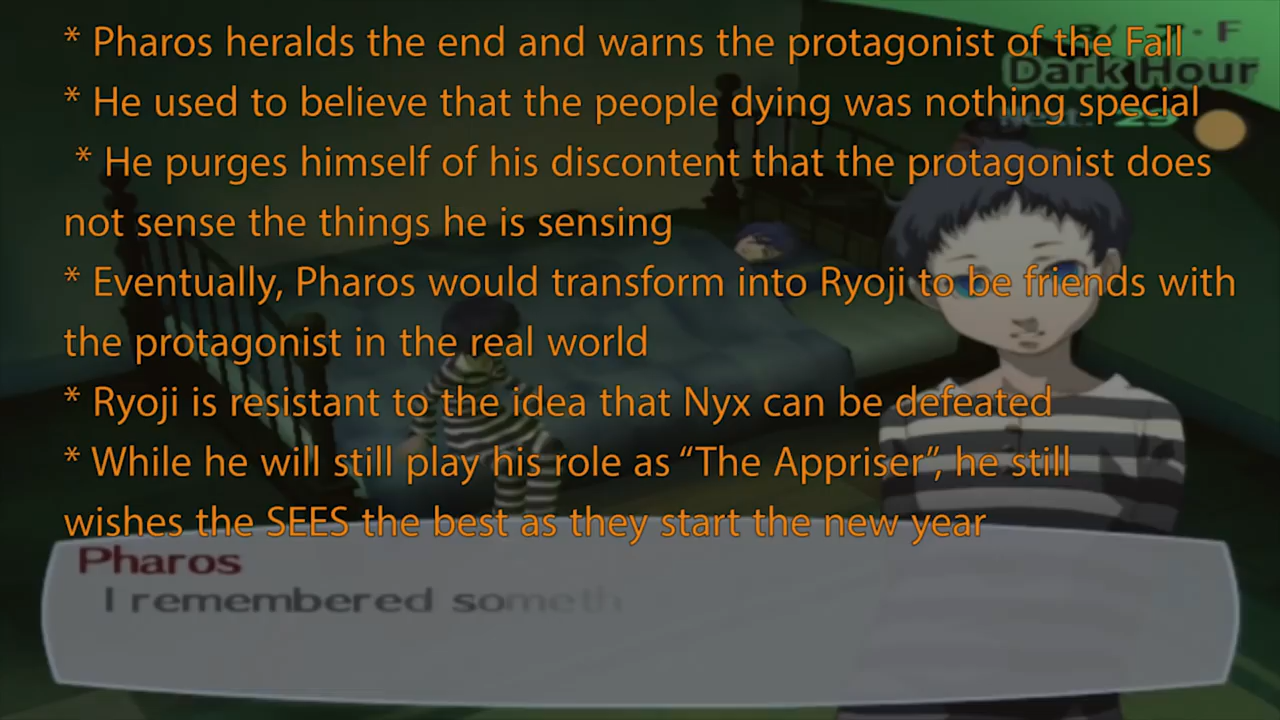 * Pharos heralds the end and warns the protagonist of the Fall
Dark Hour
* He used to believe that the people dying was nothing special
* He purges himself of his discontent that the protagonist does
not sense the things he is sensing
* Eventually, Pharos would transform into Ryoji to be friends with
the protagonist in the real world
* Ryoji is resistant to the idea that Nyx can be defeated
* While he will still play his role as “The Appriser”, he still
wishes the SEES the best as they start the new year
Pharos
I remembered someth